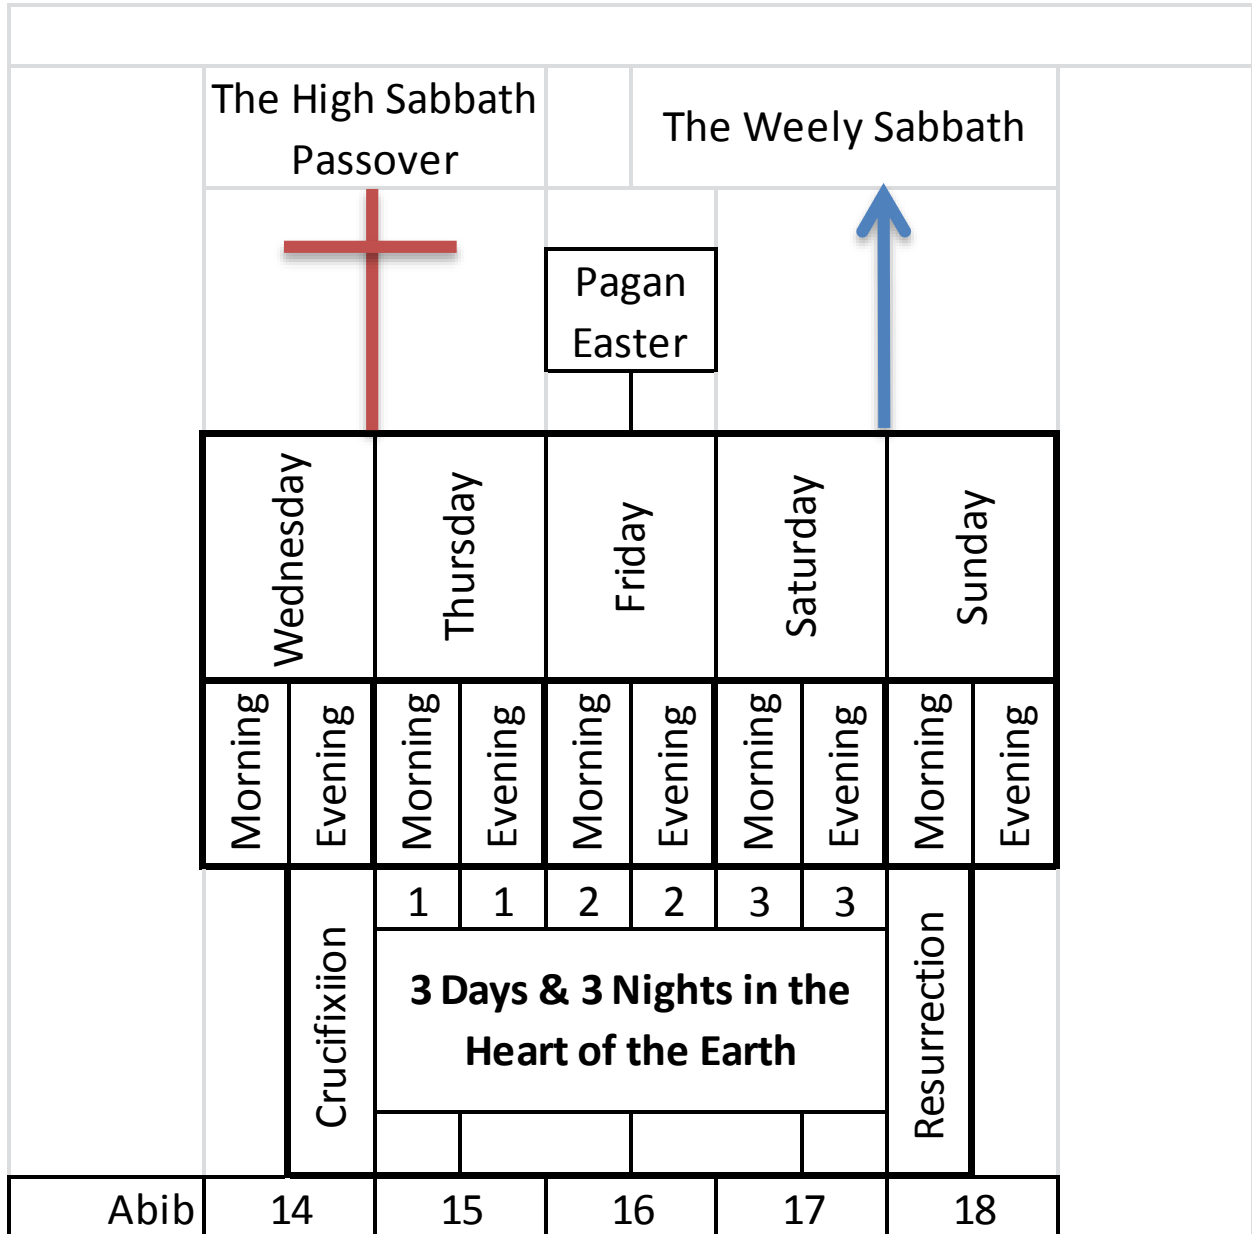 The High Sabbath
Passover
The Weely Sabbath
Pagan
Easter
Wednesday
Thursday
Friday
Saturday
Sunday
Morning
Evening
Morning
Evening
Morning
Evening
Morning
Evening
Morning
Evening
Crucifixiion
1
1
2
2
3
3
3 Days & 3 Nights in the
Heart of the Earth
Resurrection
Abib
14
15
16
17
18